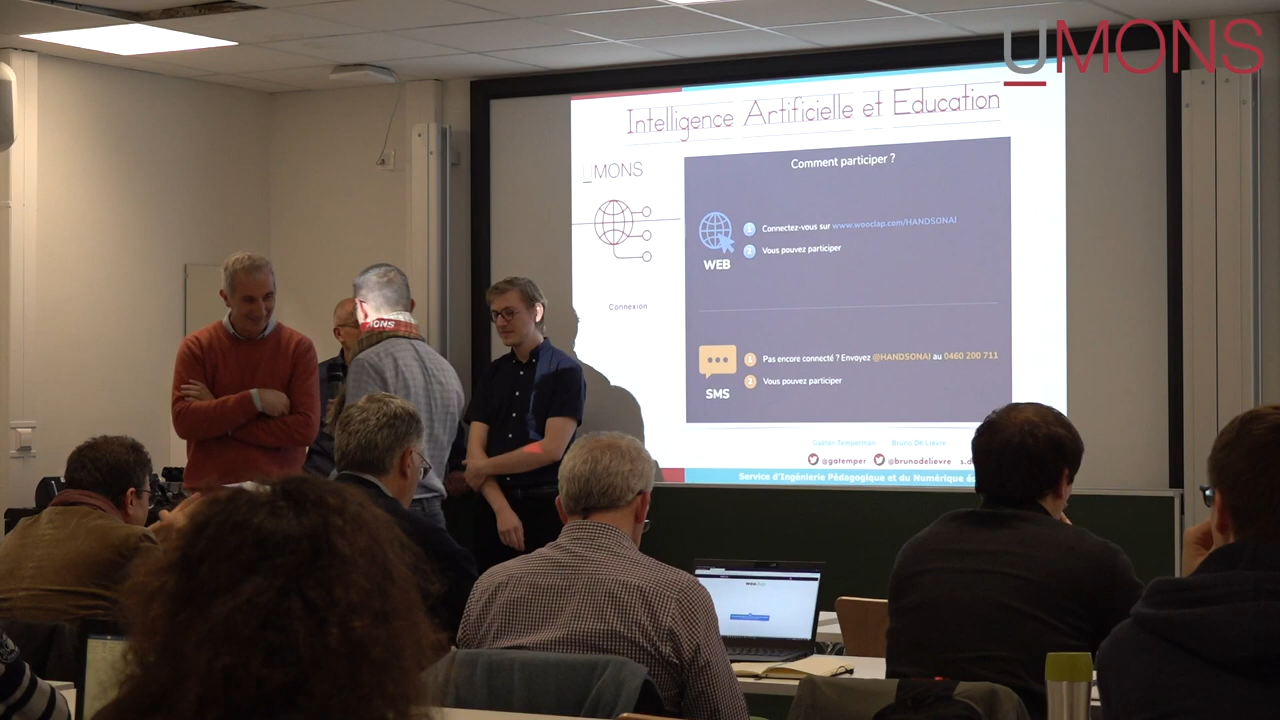 UMONS
Intelligence Artificielle et Education
UMONS
Comment participer ?
1 Connectez-vous sur www.wooclap.com/HANDSONAI
2 Vous pouvez participer
WEB
Connexion
1 Pas encore connecté ? Envoyez @HANDSONAI au 0460 200 711
2 Vous pouvez participer
SMS
Gaëtan Temperman Bruno De Lièvre
@gatemper @brunodelievre
Service d'Ingénierie Pédagogique et du Numérique
MONS
wooclap